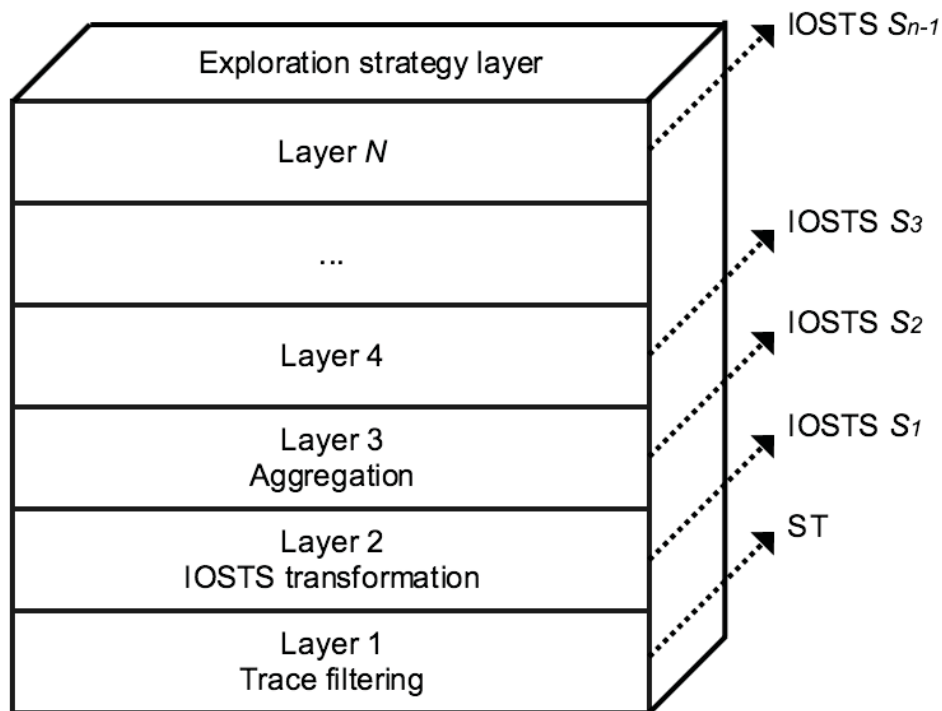 IOSTS Sn-1
Exploration strategy layer
Layer N
...
IOSTS S3
Layer 4
IOSTS S2
Layer 3
Aggregation
IOSTS S1
Layer 2
IOSTS transformation
ST
Layer 1
Trace filtering